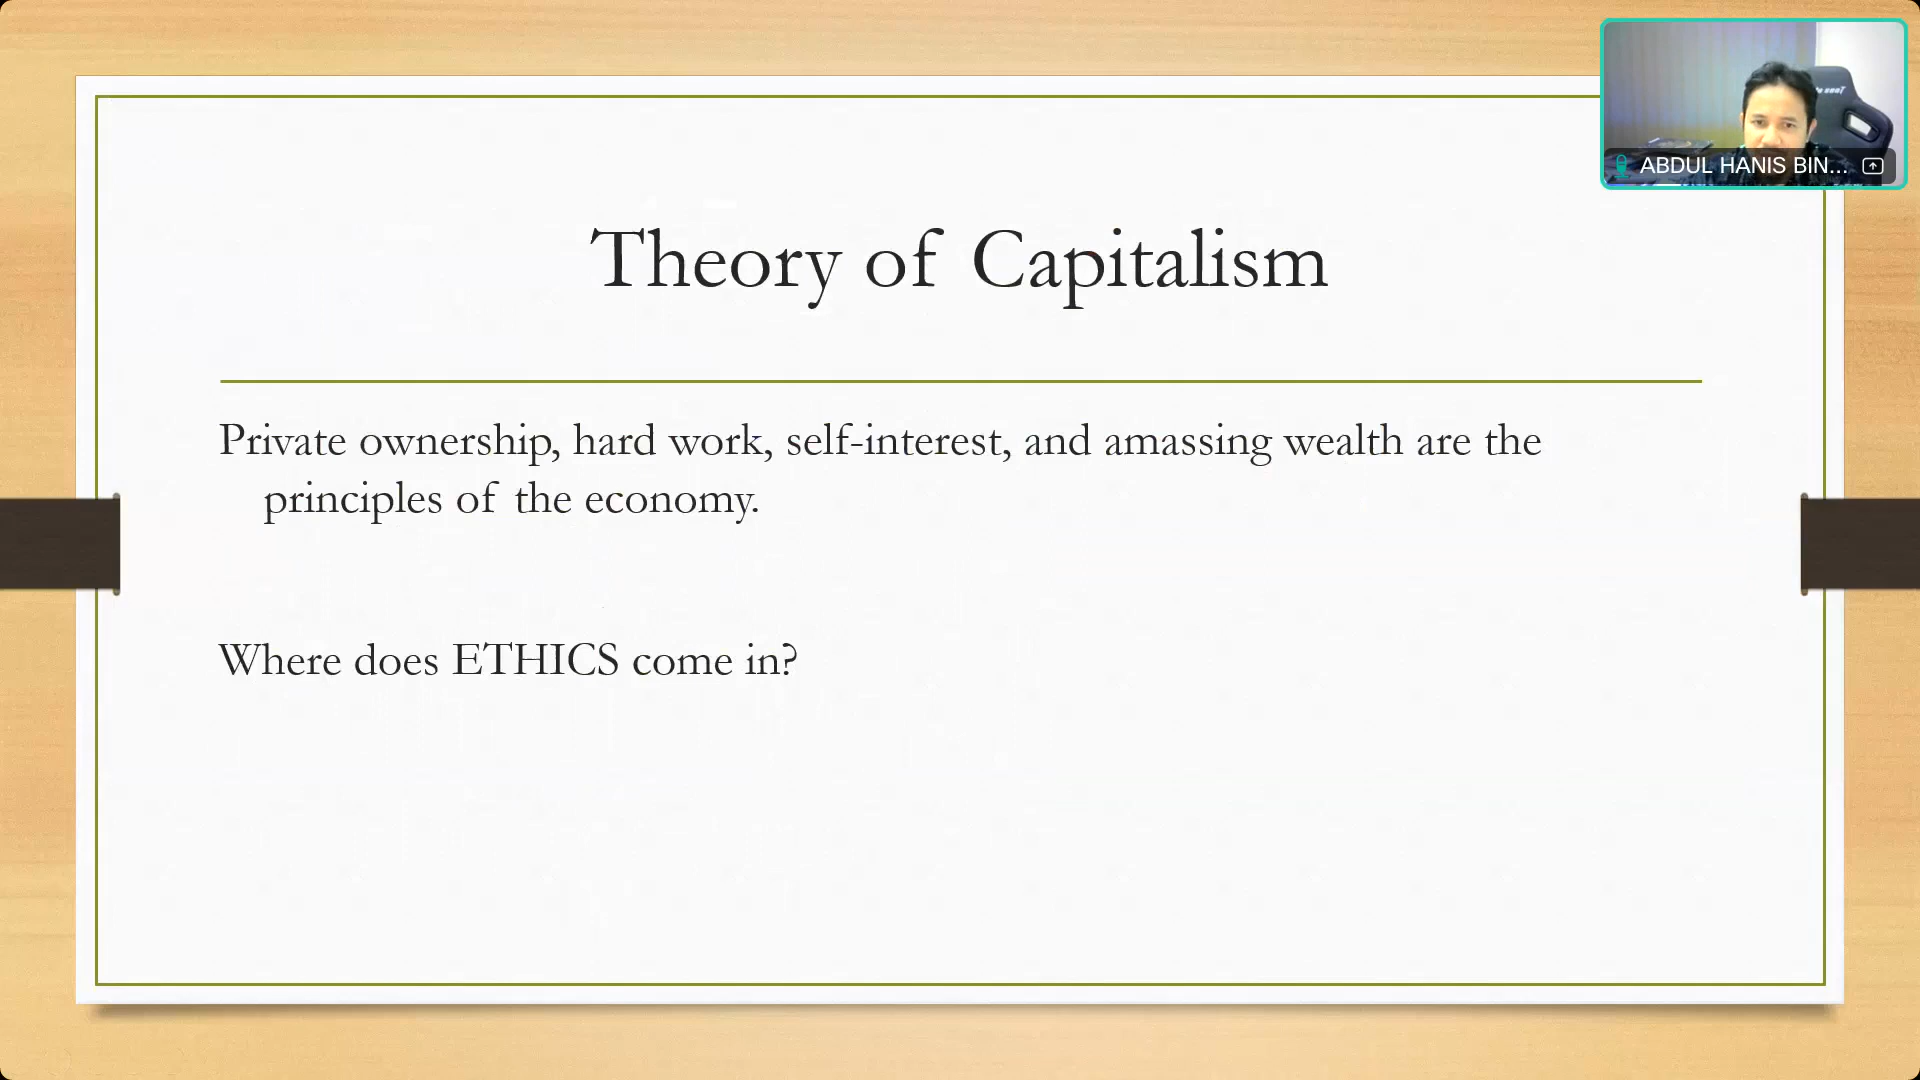 ABDUL HANIS BIN...
Theory of Capitalism
Private ownership, hard work, self-interest, and amassing wealth are the
principles of the economy.
Where does ETHICS come in?